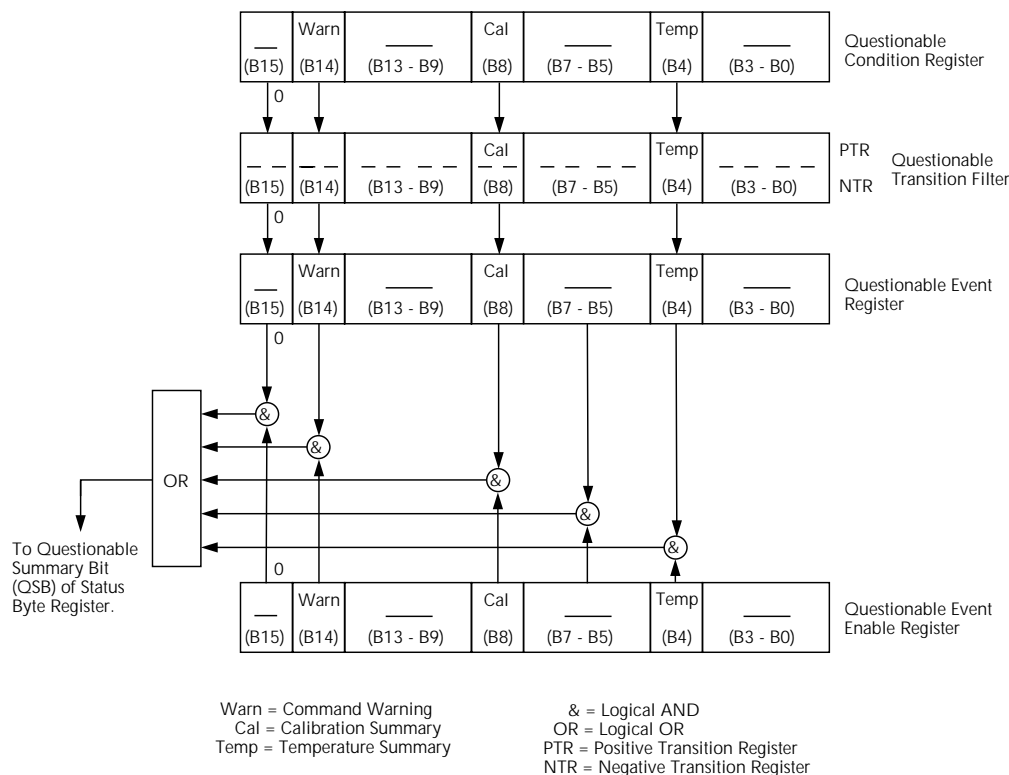 Warn Cal Temp
(B15) (B14) (B13 - B9) (B8) (B7 - B5) (B4) (B3 - B0)
Questionable
Condition Register
0
Cal Temp
(B15) (B14) (B13 - B9) (B8) (B7 - B5) (B4) (B3 - B0)
PTR
NTR
Questionable
Transition Filter
0
Warn Cal Temp
(B15) (B14) (B13 - B9) (B8) (B7 - B5) (B4) (B3 - B0)
Questionable Event
Register
0
&
&
&
&
&
OR
To Questionable
Summary Bit
(QSB) of Status
Byte Register.
0
Warn Cal Temp
(B15) (B14) (B13 - B9) (B8) (B7 - B5) (B4) (B3 - B0)
Questionable Event
Enable Register
Warn = Command Warning
Cal = Calibration Summary
Temp = Temperature Summary
& = Logical AND
OR = Logical OR
PTR = Positive Transition Register
NTR = Negative Transition Register